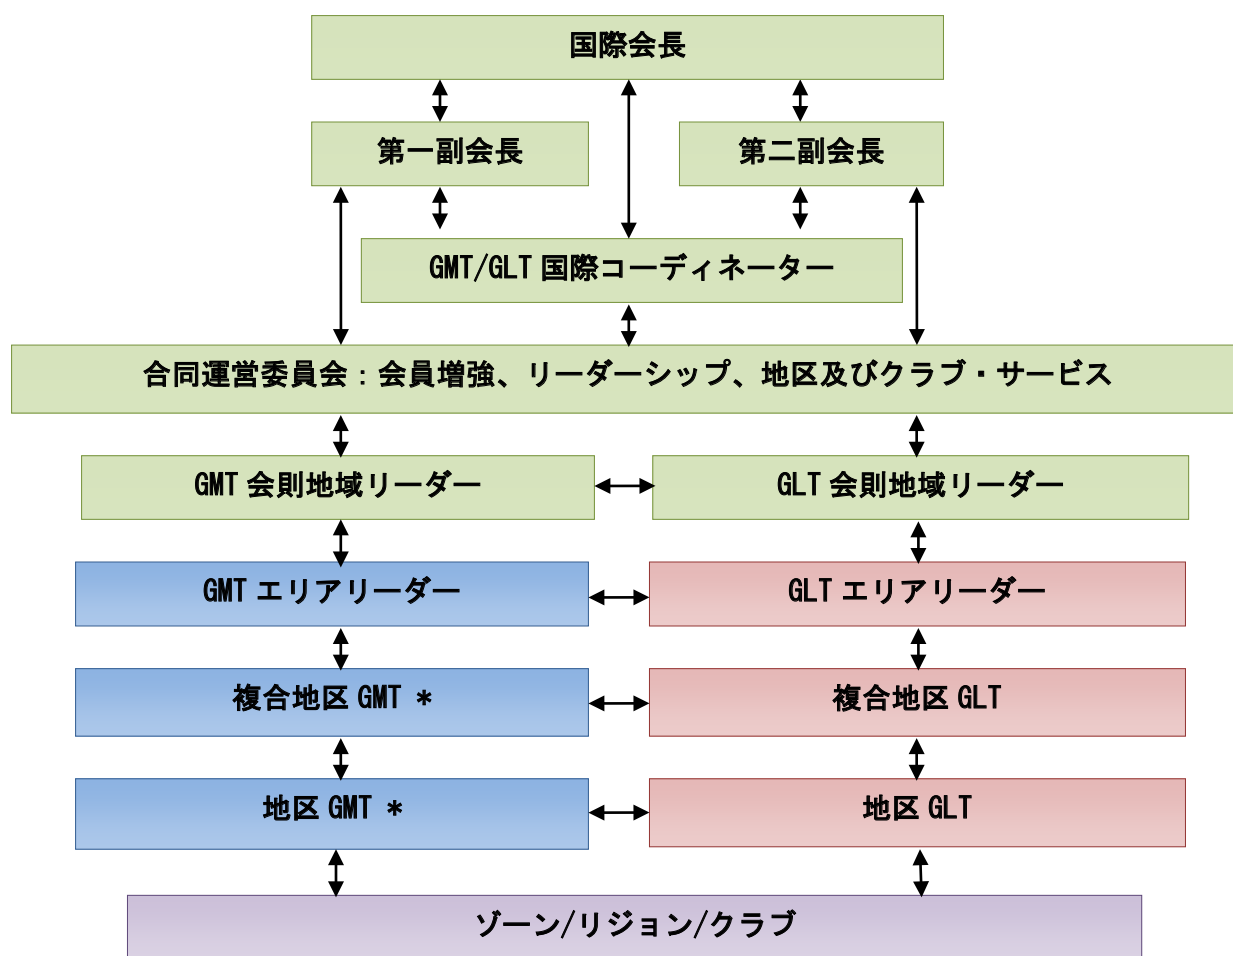 国際会長
第一副会長
第二副会長
GMT/GLT 国際コーディネーター
合同運営委員会：会員増強、リーダーシップ、地区及びクラブ・サービス
GMT 会則地域リーダー
GLT 会則地域リーダー
GMT エリアリーダー
GLT エリアリーダー
複合地区 GMT *
複合地区 GLT
地区 GMT *
地区 GLT
ゾーン/リジョン/クラブ